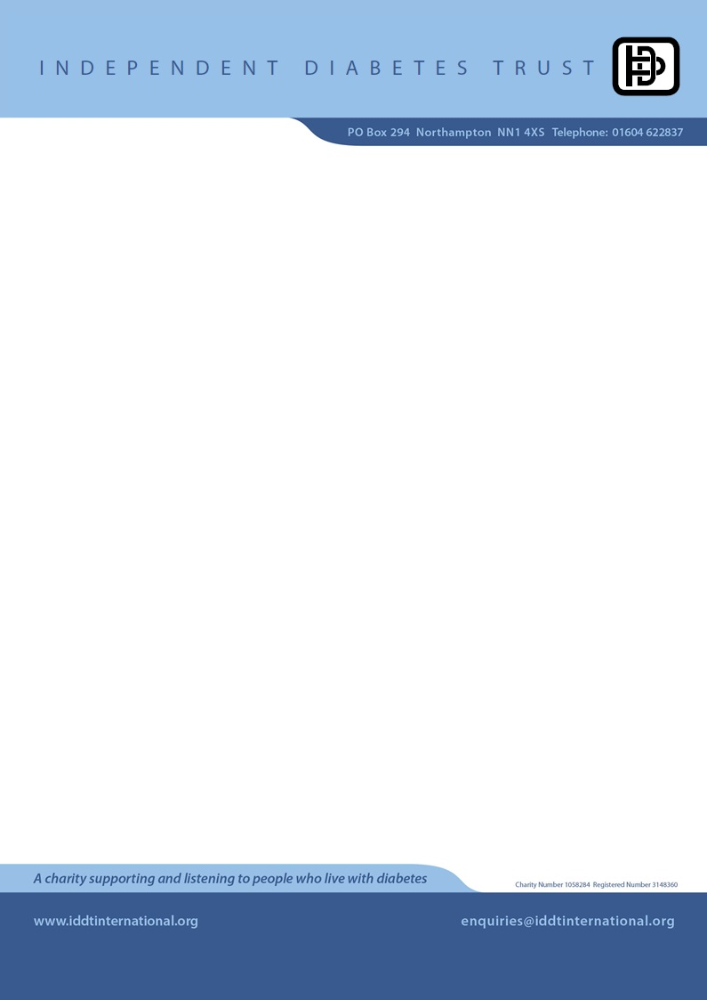 INDEPENDENT DIABETES TRUST
PO Box 294 Northampton NN1 4XS Telephone: 01604 622837
A charity supporting and listening to people who live with diabetes
Charity Number 1058284 Registered Number 3148360
www.iddtinternational.org
enquiries@iddtinternational.org